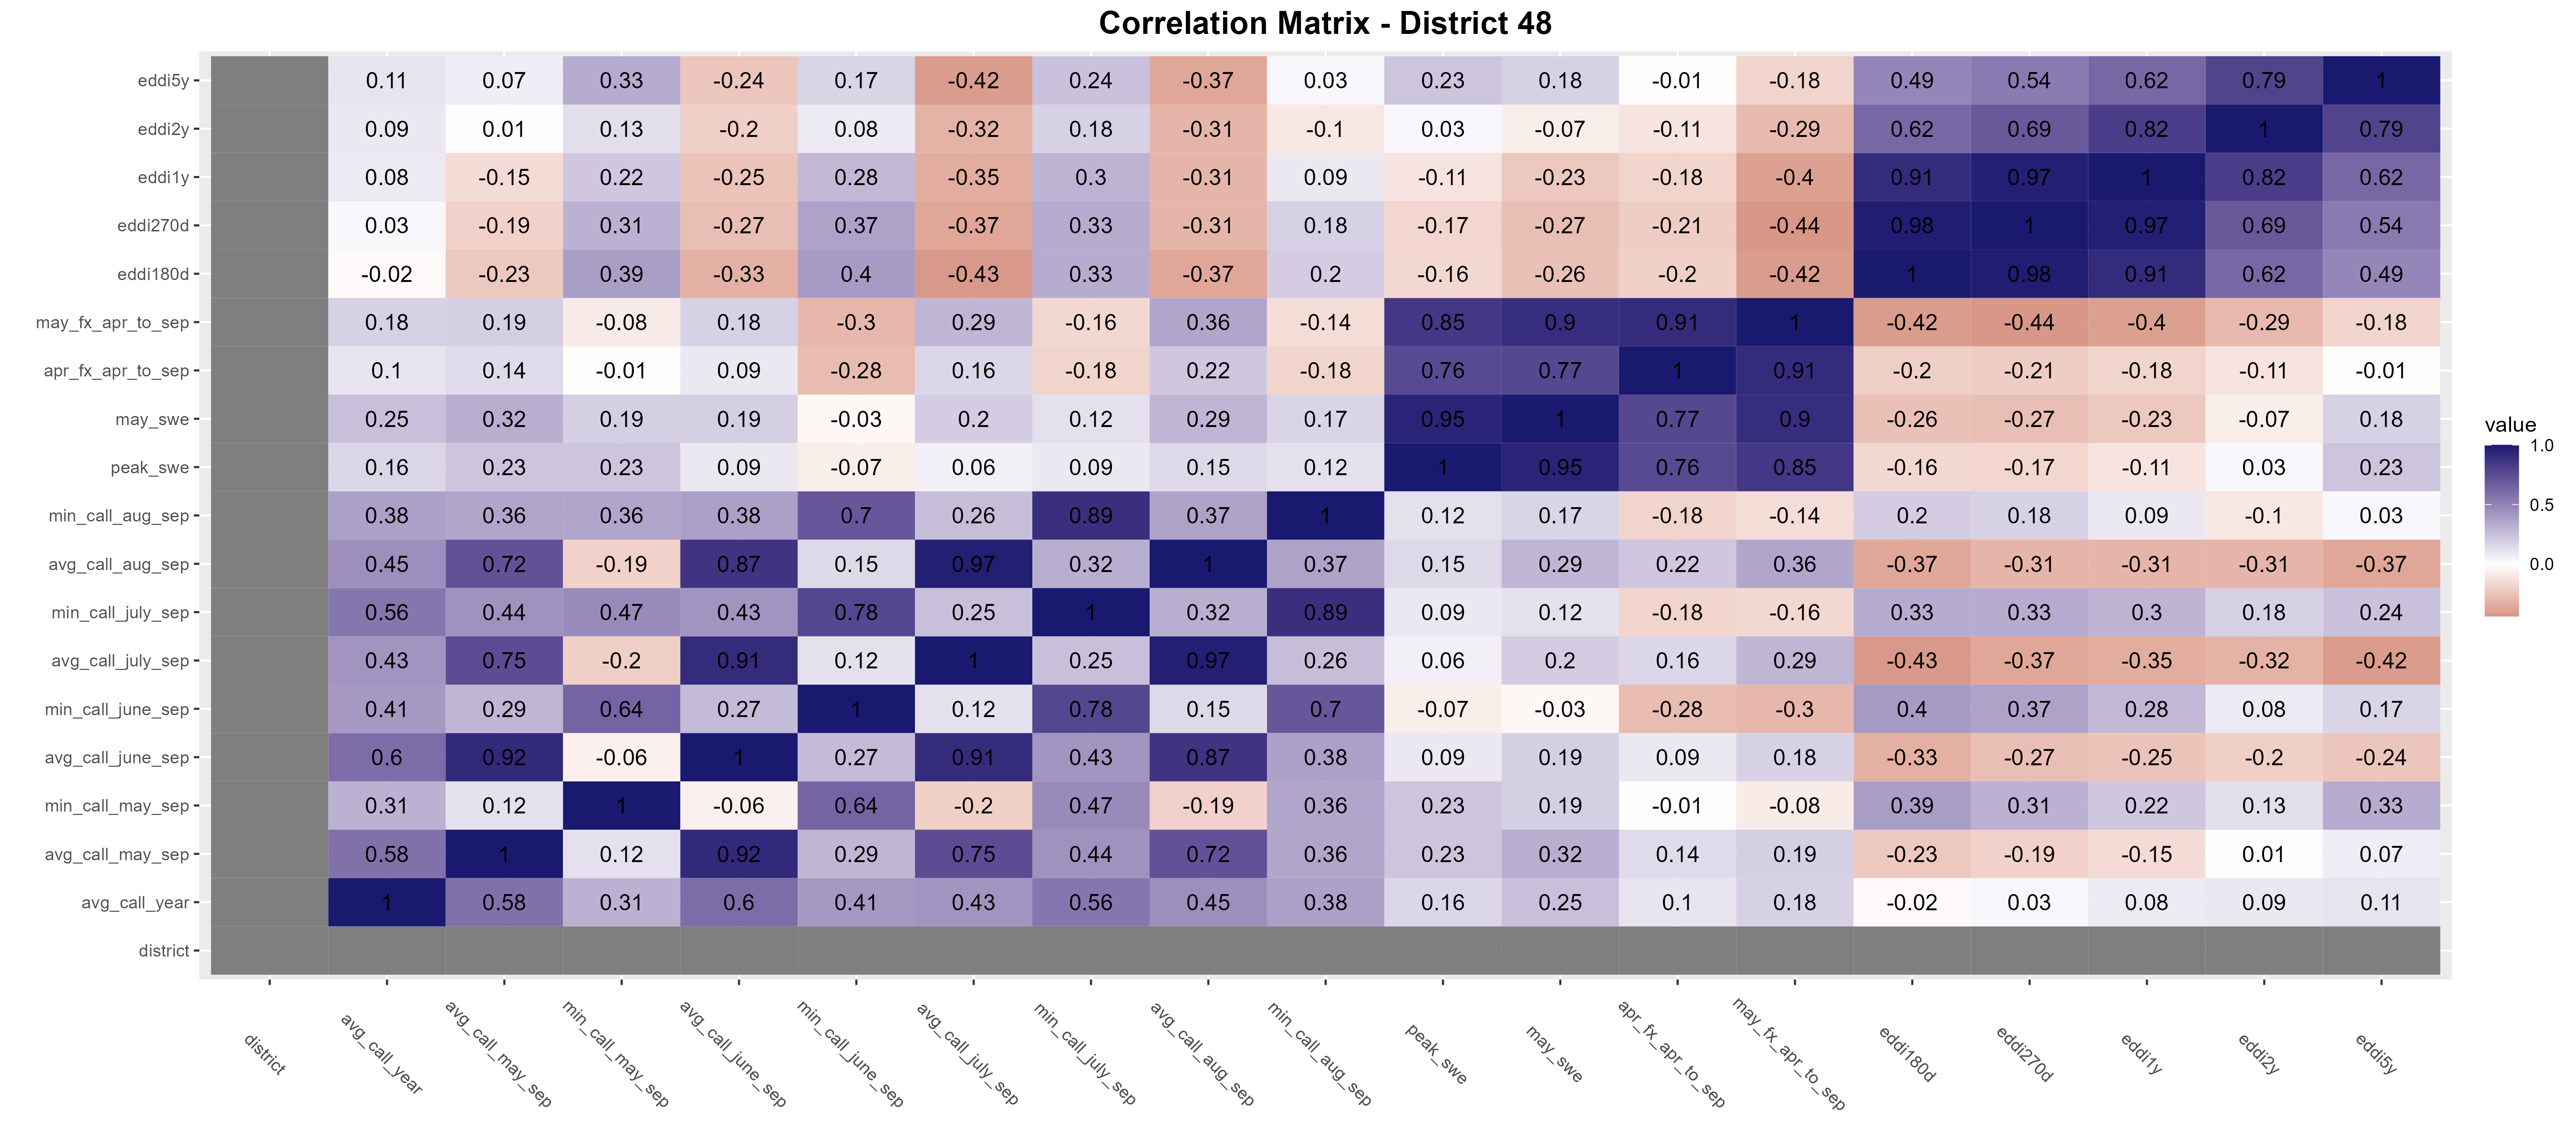 Correlation Matrix - District 48
eddi5y 0.11 0.07 0.33 -0.24 0.17 -0.42 0.24 -0.37 0.03 0.23 0.18 -0.01 -0.18 0.49 0.54 0.62 0.79 1
eddi2y 0.09 0.01 0.13 -0.2 0.08 -0.32 0.18 -0.31 -0.1 0.03 -0.07 -0.11 -0.29 0.62 0.69 0.82 1 0.79
eddi1y 0.08 -0.15 0.22 -0.25 0.28 -0.35 0.3 -0.31 0.09 -0.11 -0.23 -0.18 -0.4 0.91 0.97 1 0.82 0.62
eddi270d 0.03 -0.19 0.31 -0.27 0.37 -0.37 0.33 -0.31 0.18 -0.17 -0.27 -0.21 -0.44 0.98 1 0.97 0.69 0.54
eddi180d -0.02 -0.23 0.39 -0.33 0.4 -0.43 0.33 -0.37 0.2 -0.16 -0.26 -0.2 -0.42 1 0.98 0.91 0.62 0.49
may_fx_apr_to_sep 0.18 0.19 -0.08 0.18 -0.3 0.29 -0.16 0.36 -0.14 0.85 0.9 0.91 1 -0.42 -0.44 -0.4 -0.29 -0.18
apr_fx_apr_to_sep 0.1 0.14 -0.01 0.09 -0.28 0.16 -0.18 0.22 -0.18 0.76 0.77 1 0.91 -0.2 -0.21 -0.18 -0.11 -0.01
may_swe 0.25 0.32 0.19 0.19 -0.03 0.2 0.12 0.29 0.17 0.95 1 0.77 0.9 -0.26 -0.27 -0.23 -0.07 0.18
peak_swe 0.16 0.23 0.23 0.09 -0.07 0.06 0.09 0.15 0.12 1 0.95 0.76 0.85 -0.16 -0.17 -0.11 0.03 0.23
min_call_aug_sep 0.38 0.36 0.36 0.38 0.7 0.26 0.89 0.37 1 0.12 0.17 -0.18 -0.14 0.2 0.18 0.09 -0.1 0.03
avg_call_aug_sep 0.45 0.72 -0.19 0.87 0.15 0.97 0.32 1 0.37 0.15 0.29 0.22 0.36 -0.37 -0.31 -0.31 -0.31 -0.37
min_call_july_sep 0.56 0.44 0.47 0.43 0.78 0.25 1 0.32 0.89 0.09 0.12 -0.18 -0.16 0.33 0.33 0.3 0.18 0.24
avg_call_july_sep 0.43 0.75 -0.2 0.91 0.12 1 0.25 0.97 0.26 0.06 0.2 0.16 0.29 -0.43 -0.37 -0.35 -0.32 -0.42
min_call_june_sep 0.41 0.29 0.64 0.27 1 0.12 0.78 0.15 0.7 -0.07 -0.03 -0.28 -0.3 0.4 0.37 0.28 0.08 0.17
avg_call_june_sep 0.6 0.92 -0.06 1 0.27 0.91 0.43 0.87 0.38 0.09 0.19 0.09 0.18 -0.33 -0.27 -0.25 -0.2 -0.24
min_call_may_sep 0.31 0.12 1 -0.06 0.64 -0.2 0.47 -0.19 0.36 0.23 0.19 -0.01 -0.08 0.39 0.31 0.22 0.13 0.33
avg_call_may_sep 0.58 1 0.12 0.92 0.29 0.75 0.44 0.72 0.36 0.23 0.32 0.14 0.19 -0.23 -0.19 -0.15 0.01 0.07
avg_call_year 1 0.58 0.31 0.6 0.41 0.43 0.56 0.45 0.38 0.16 0.25 0.1 0.18 -0.02 0.03 0.08 0.09 0.11
district
district avg_call_year avg_call_may_sep min_call_may_sep avg_call_june_sep min_call_june_sep avg_call_july_sep min_call_july_sep avg_call_aug_sep min_call_aug_sep peak_swe may_swe apr_fx_apr_to_sep may_fx_apr_to_sep eddi180d eddi270d eddi1y eddi2y eddi5y
value
1.0
0.5
0.0